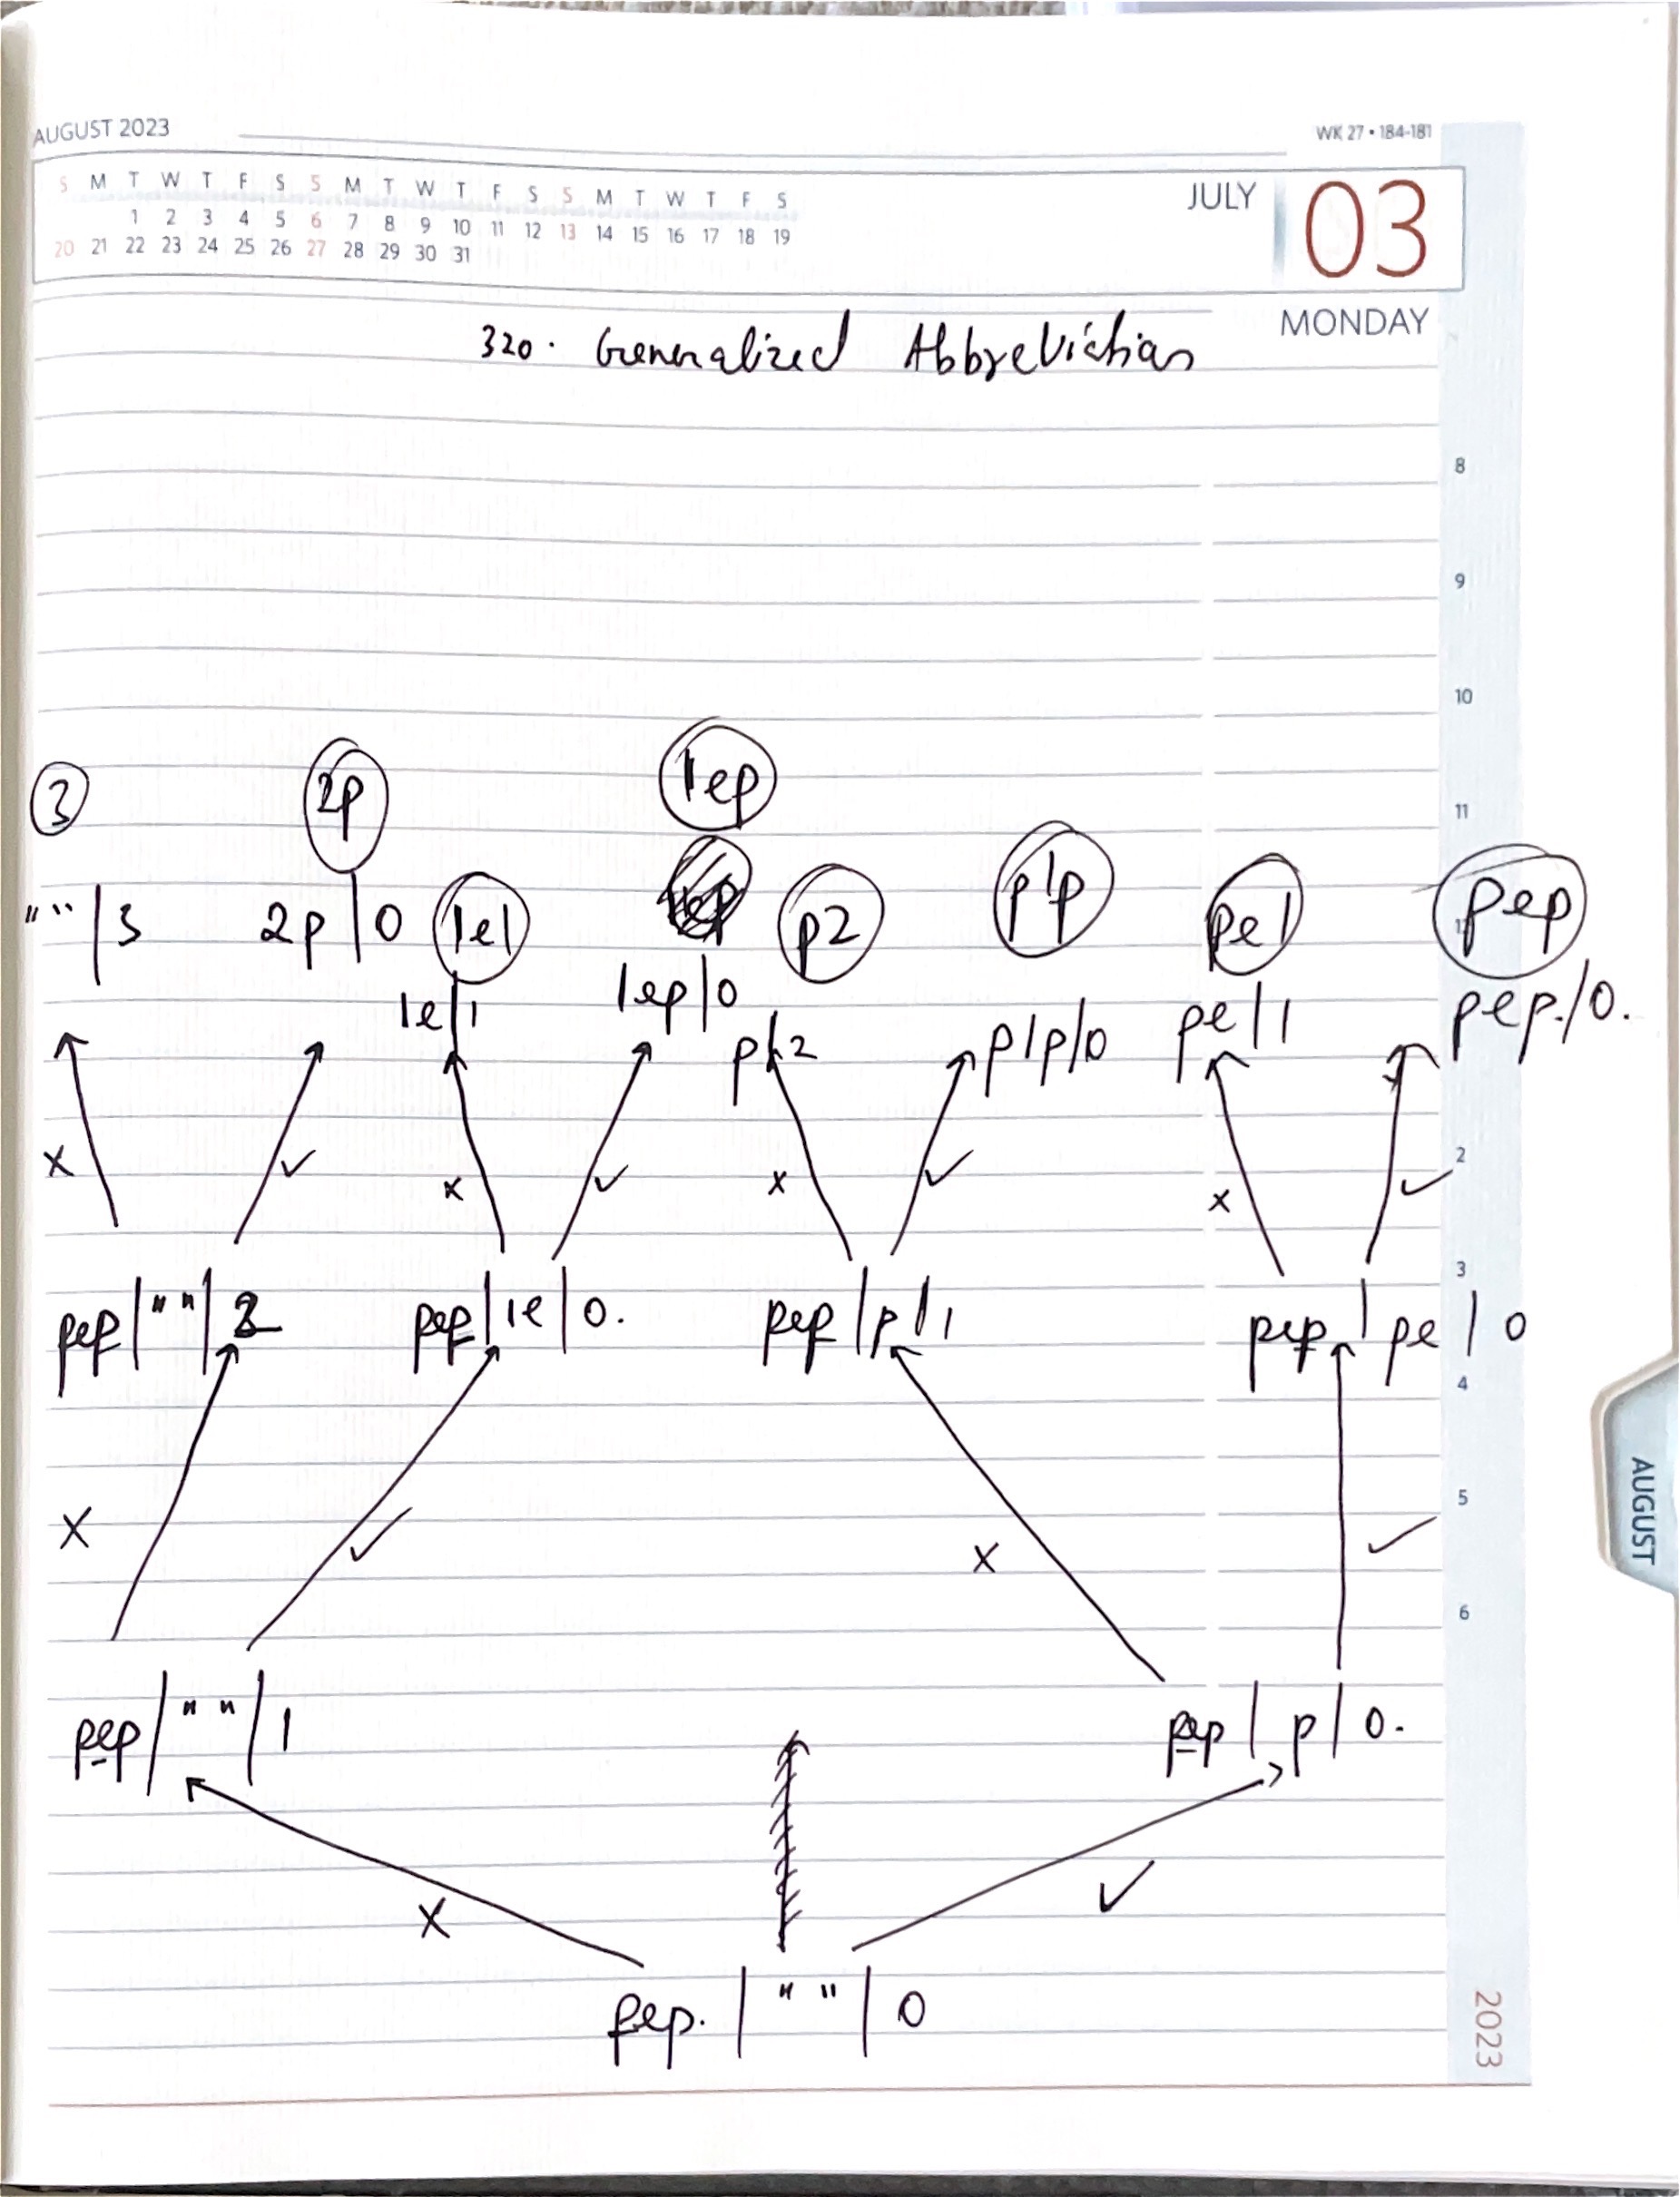 AUGUST 2023
WK 27 • 184-181
S M T W T F S S M T W T F S S M T W T F S
1 2 3 4 5 6 7 8 9 10 11 12 13 14 15 16 17 18 19
20 21 22 23 24 25 26 27 28 29 30 31
JULY 03
MONDAY
320. Generalized Abbreviation
8
9
10
11
12
3 2p 1ep
""|3 2p|0 1e1 p2 p1p pe1 pep
1e|1 1ep|0 p|2 p1p|0 pe|1 pep.|0.
x ✓ x ✓ x ✓ x ✓ 2
3
pep|""|2 pep|1e|0. pep|p|1 pep|pe|0
4
x ✓ x ✓ 5
6
pep|""|1 pep|p|0.
x ✓
pep.|""|0
AUGUST
2023